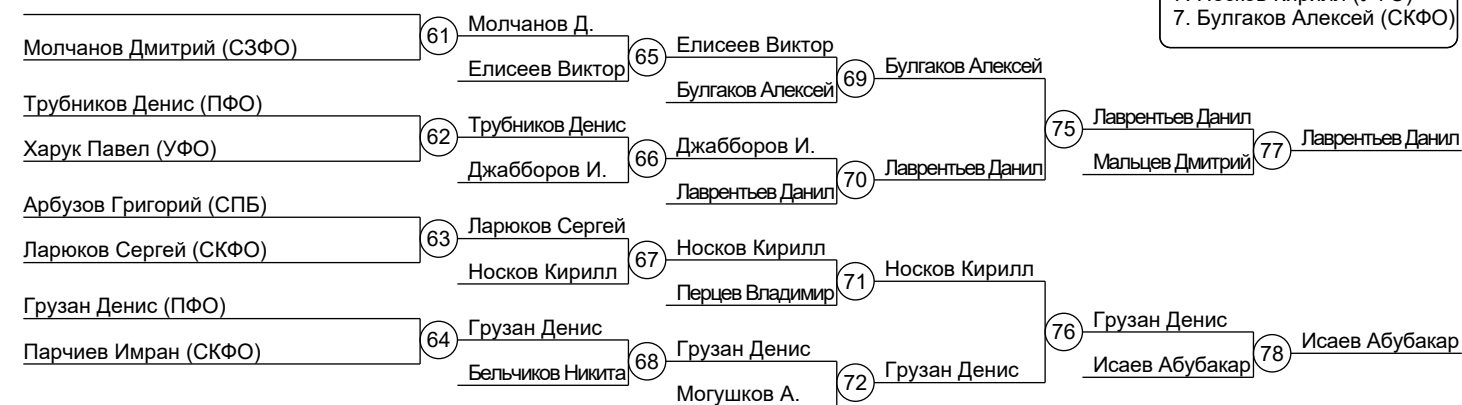 7. Булгаков Алексей (СКФО)
61
Молчанов Д.
Молчанов Дмитрий (СЗФО)
Елисеев Виктор
65
Елисеев Виктор
Булгаков Алексей
69
Булгаков Алексей
Трубников Денис (ПФО)
Харук Павел (УФО)
62
Трубников Денис
Джабборов И.
66
Джабборов И.
Лаврентьев Данил
70
Лаврентьев Данил
75
Лаврентьев Данил
Мальцев Дмитрий
77
Лаврентьев Данил
Арбузов Григорий (СПБ)
Ларюков Сергей (СКФО)
63
Ларюков Сергей
Носков Кирилл
67
Носков Кирилл
Перцев Владимир
71
Носков Кирилл
Грузан Денис (ПФО)
Парчиев Имран (СКФО)
64
Грузан Денис
Бельчиков Никита
68
Грузан Денис
Могушков А.
72
Грузан Денис
76
Грузан Денис
Исаев Абубакар
78
Исаев Абубакар